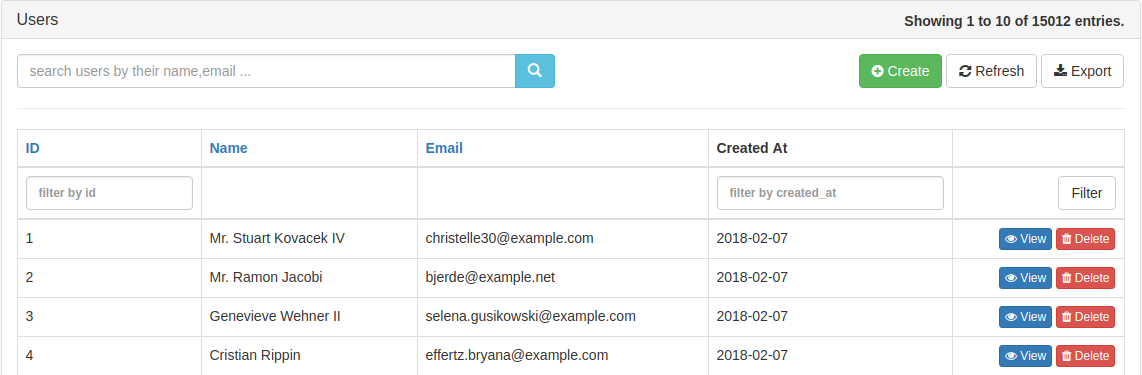 Users Showing 1 to 10 of 15012 entries.
search users by their name,email ... Create Refresh Export
ID Name Email Created At
filter by id filter by created_at Filter
1 Mr. Stuart Kovacek IV christelle30@example.com 2018-02-07 View Delete
2 Mr. Ramon Jacobi bjerde@example.net 2018-02-07 View Delete
3 Genevieve Wehner II selena.gusikowski@example.com 2018-02-07 View Delete
4 Cristian Rippin effertz.bryana@example.com 2018-02-07 View Delete